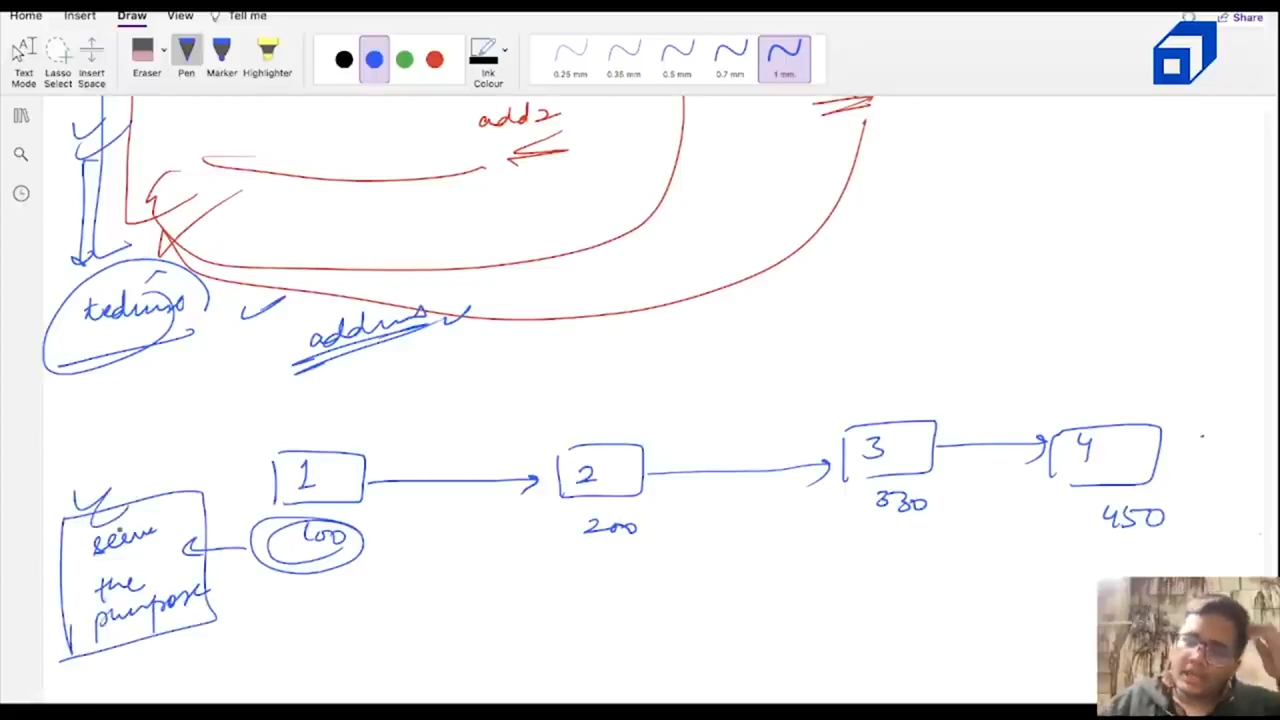 Home Insert Draw View Tell me
Share
Text Mode
Lasso Select
Insert Space
Eraser
Pen
Marker
Highlighter
Ink Colour
0.25 mm
0.35 mm
0.5 mm
0.7 mm
1 mm
add2
address
1
2
3
4
100
200
330
450
the
purpose